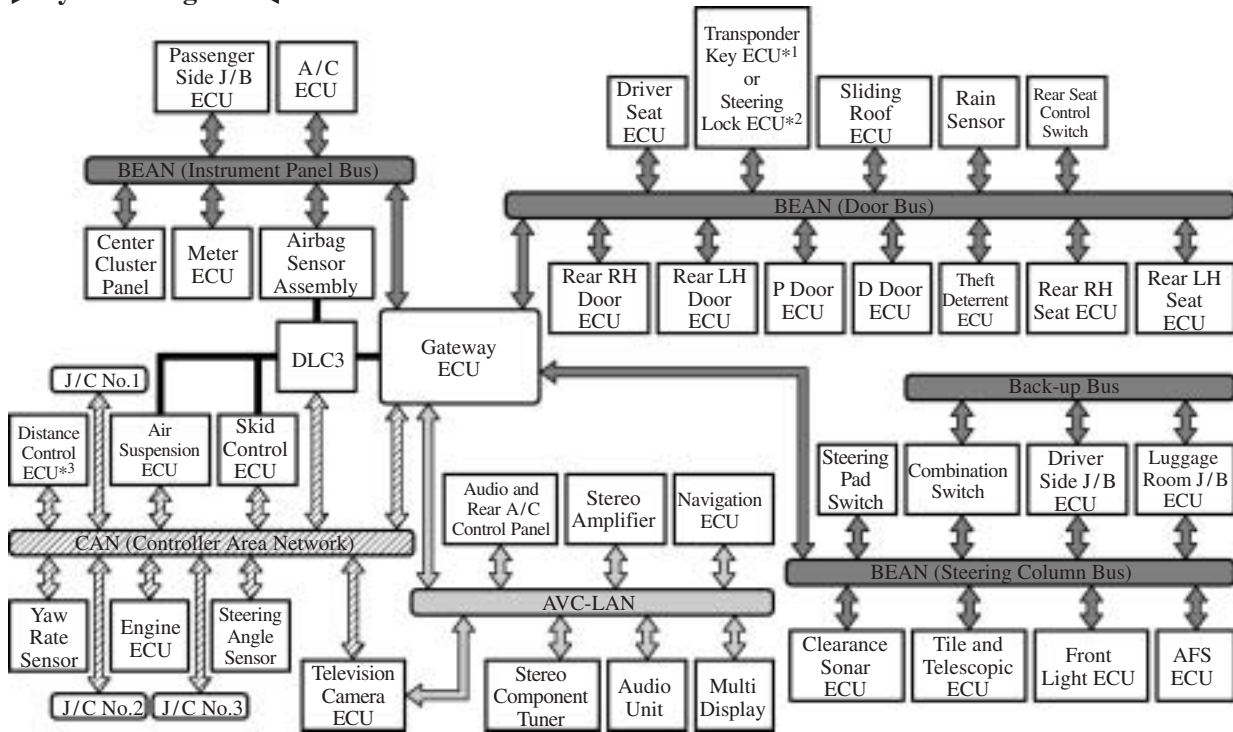 Passenger
Side J/B
ECU
A/C
ECU
BEAN (Instrument Panel Bus)
Center
Cluster
Panel
Meter
ECU
Airbag
Sensor
Assembly
Driver
Seat
ECU
Transponder
Key ECU*1
or
Steering
Lock ECU*2
Sliding
Roof
ECU
Rain
Sensor
Rear Seat
Control
Switch
BEAN (Door Bus)
Rear RH
Door
ECU
Rear LH
Door
ECU
P Door
ECU
D Door
ECU
Theft
Deterrent
ECU
Rear RH
Seat ECU
Rear LH
Seat
ECU
DLC3
Gateway
ECU
J/C No.1
Distance
Control
ECU*3
Air
Suspension
ECU
Skid
Control
ECU
CAN (Controller Area Network)
Yaw
Rate
Sensor
Engine
ECU
Steering
Angle
Sensor
J/C No.2
J/C No.3
Television
Camera
ECU
Audio and
Rear A/C
Control Panel
Stereo
Amplifier
Navigation
ECU
AVC-LAN
Stereo
Component
Tuner
Audio
Unit
Multi
Display
Back-up Bus
Steering
Pad
Switch
Combination
Switch
Driver
Side J/B
ECU
Luggage
Room J/B
ECU
BEAN (Steering Column Bus)
Clearance
Sonar
ECU
Tile and
Telescopic
ECU
Front
Light ECU
AFS
ECU